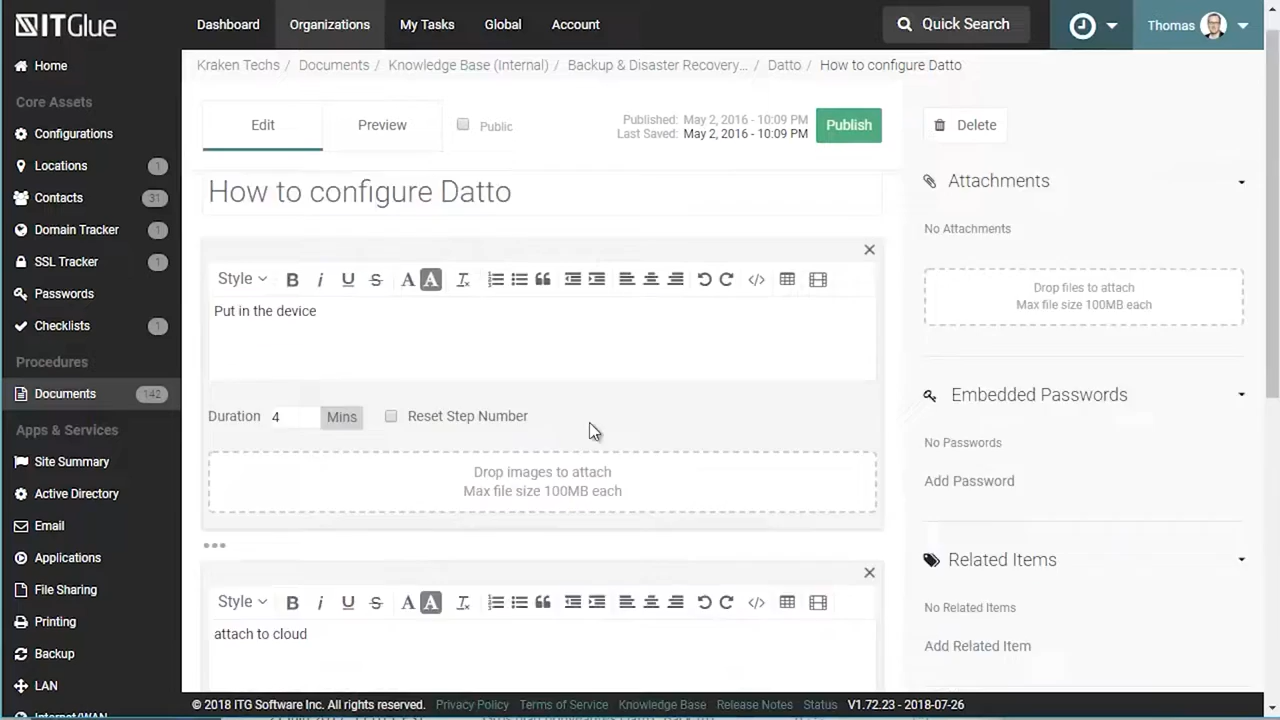 ITGlue
Dashboard
Organizations
My Tasks
Global
Account
Quick Search
Thomas
Home
Core Assets
Configurations
Locations 1
Contacts 31
Domain Tracker 1
SSL Tracker 1
Passwords
Checklists 1
Procedures
Documents 142
Apps & Services
Site Summary
Active Directory
Email
Applications
File Sharing
Printing
Backup
LAN
Internet/WAN
Kraken Techs / Documents / Knowledge Base (Internal) / Backup & Disaster Recovery... / Datto / How to configure Datto
Edit
Preview
Public
Published: May 2, 2016 - 10:09 PM
Last Saved: May 2, 2016 - 10:09 PM
Publish
How to configure Datto
Style
Put in the device
Duration 4 Mins
Reset Step Number
Drop images to attach
Max file size 100MB each
Style
attach to cloud
Delete
Attachments
No Attachments
Drop files to attach
Max file size 100MB each
Embedded Passwords
No Passwords
Add Password
Related Items
No Related Items
Add Related Item
© 2018 ITG Software Inc. All rights reserved. Privacy Policy Terms of Service Knowledge Base Release Notes Status V1.72.23 - 2018-07-26